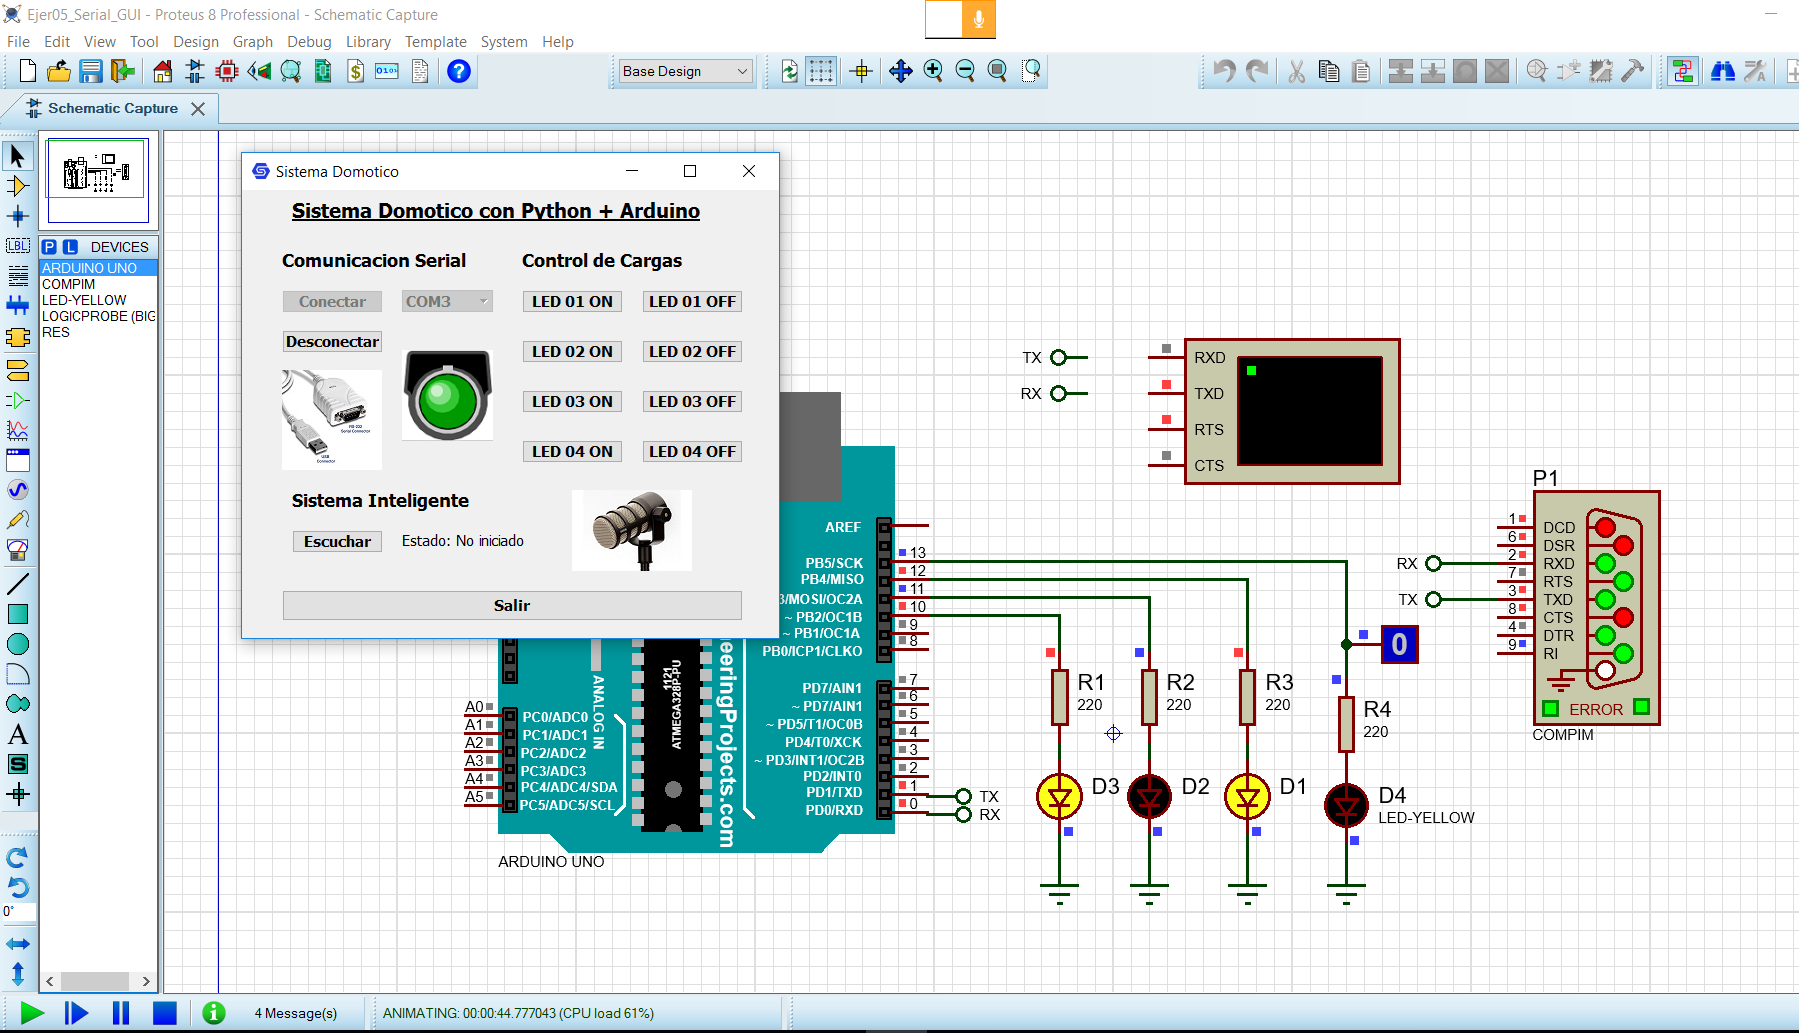 Ejer05_Serial_GUI - Proteus 8 Professional - Schematic Capture
File Edit View Tool Design Graph Debug Library Template System Help
Base Design
Schematic Capture
P L DEVICES
ARDUINO UNO
COMPIM
LED-YELLOW
LOGICPROBE (BIG
RES
LBL
A
S
0°
Sistema Domotico
Sistema Domotico con Python + Arduino
Comunicacion Serial
Control de Cargas
Conectar
COM3
LED 01 ON
LED 01 OFF
Desconectar
LED 02 ON
LED 02 OFF
LED 03 ON
LED 03 OFF
LED 04 ON
LED 04 OFF
Sistema Inteligente
Escuchar
Estado: No iniciado
Salir
AREF
PB5/SCK
13
PB4/MISO
12
3/MOSI/OC2A
11
~ PB2/OC1B
10
~ PB1/OC1A
9
PB0/ICP1/CLKO
8
PD7/AIN1
7
~ PD7/AIN1
6
~ PD5/T1/OC0B
5
PD4/T0/XCK
4
~ PD3/INT1/OC2B
3
PD2/INT0
2
PD1/TXD
1
PD0/RXD
0
TX
RX
A0
PC0/ADC0
A1
PC1/ADC1
A2
PC2/ADC2
A3
PC3/ADC3
A4
PC4/ADC4/SDA
A5
PC5/ADC5/SCL
ANALOG IN
1121
ATMEGA328P-PU
neeringProjects.com
ARDUINO UNO
TX
RX
RXD
TXD
RTS
CTS
R1
220
R2
220
R3
220
R4
220
D3
D2
D1
D4
LED-YELLOW
0
P1
RX
TX
1
DCD
6
DSR
2
RXD
7
RTS
3
TXD
8
CTS
4
DTR
9
RI
ERROR
COMPIM
4 Message(s)
ANIMATING: 00:00:44.777043 (CPU load 61%)